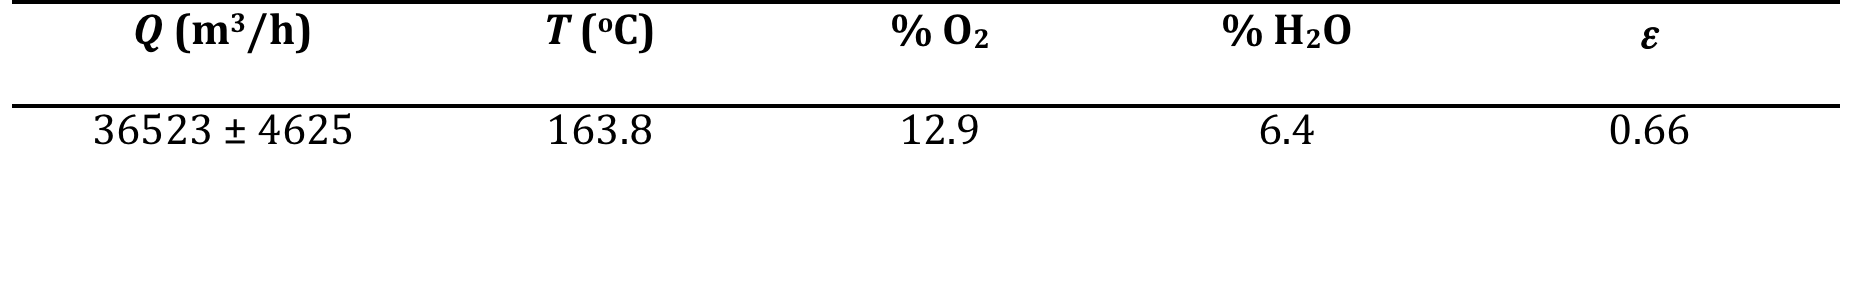 Q (m³/h) T (ºC) % O₂ % H₂O ε
36523 ± 4625 163.8 12.9 6.4 0.66